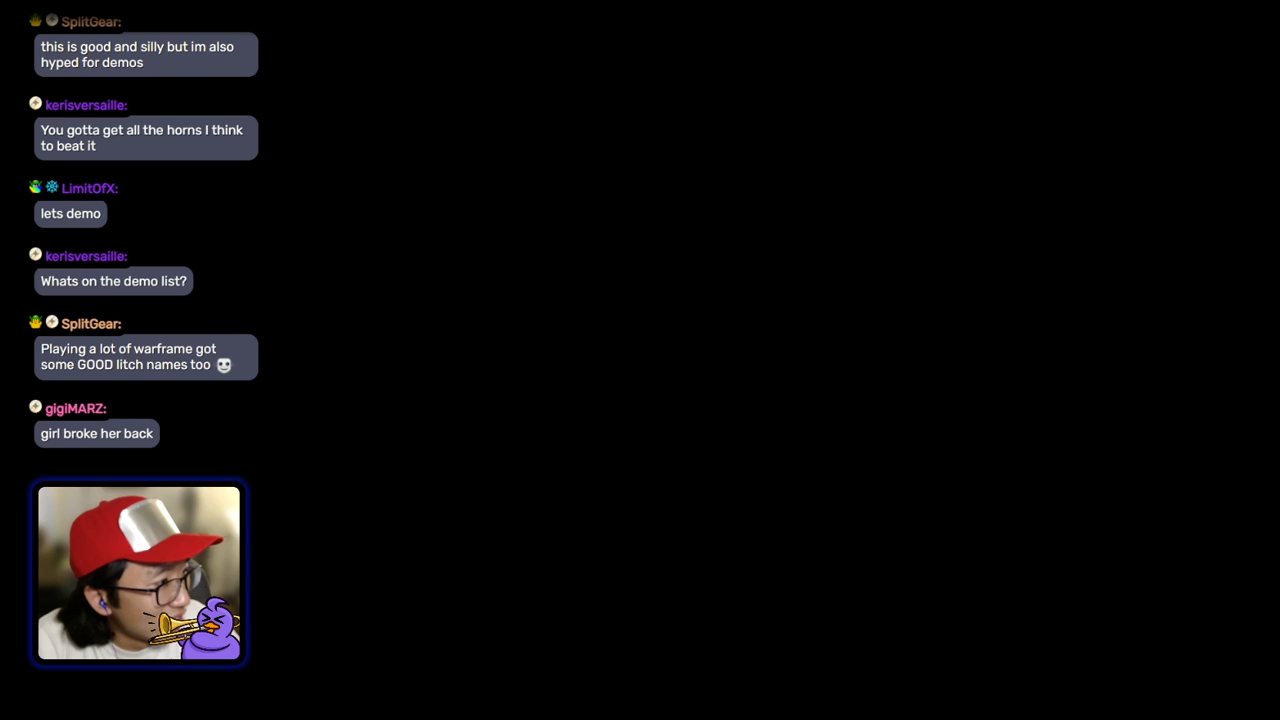 SplitGear:
this is good and silly but im also
hyped for demos
kerisversaille:
You gotta get all the horns I think
to beat it
LimitOfX:
lets demo
kerisversaille:
Whats on the demo list?
SplitGear:
Playing a lot of warframe got
some GOOD litch names too
gigiMARZ:
girl broke her back